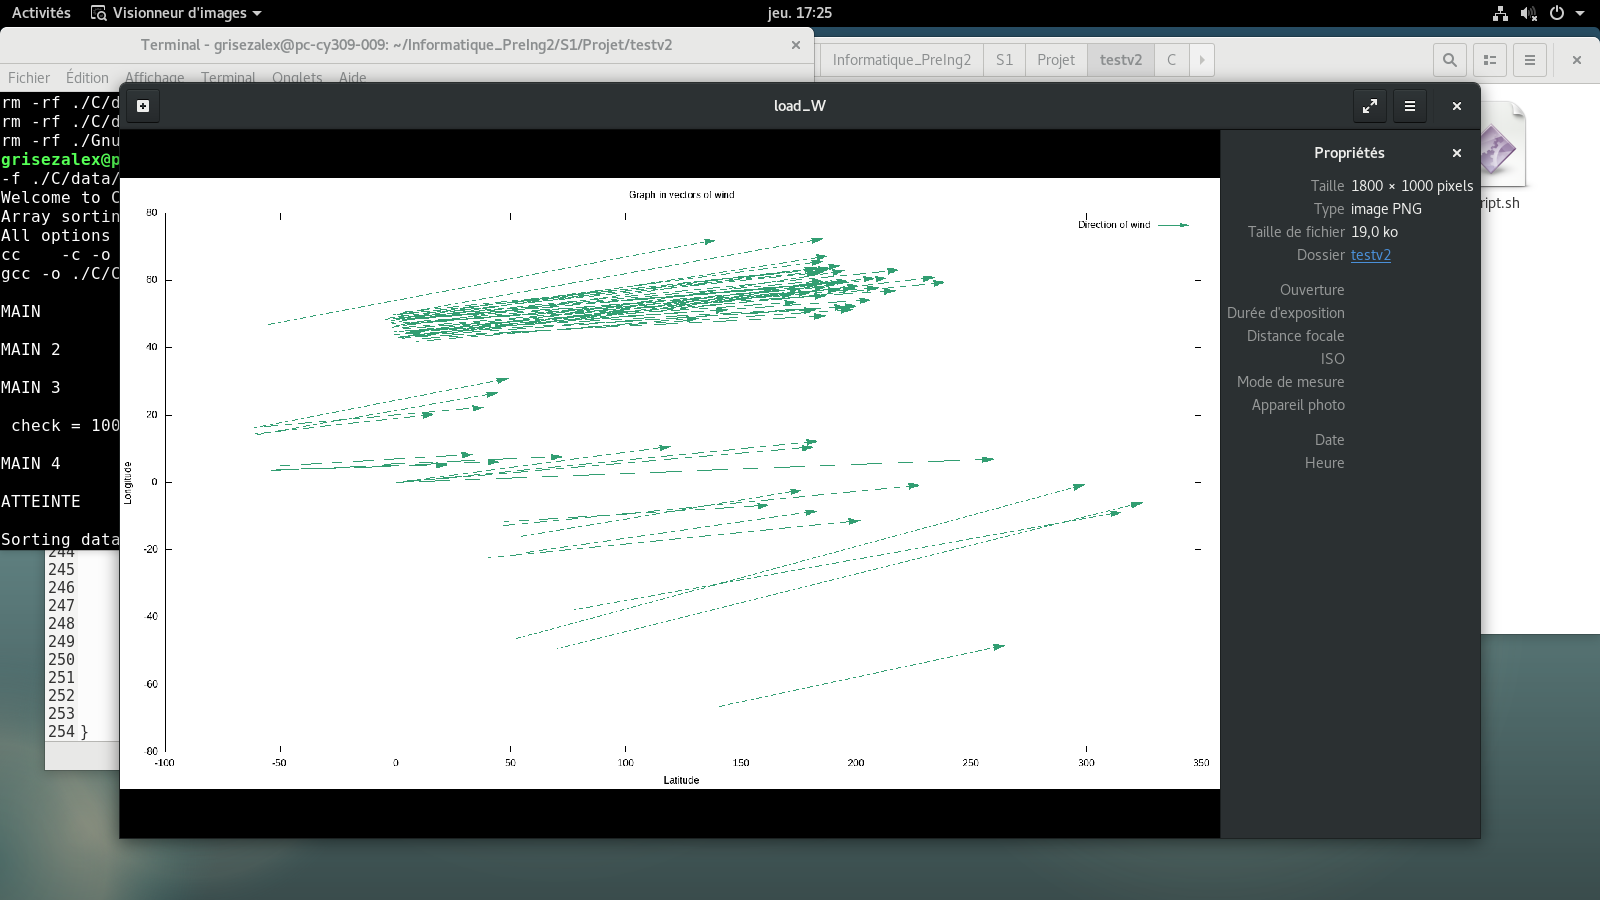 Activités
Visionneur d'images
jeu. 17:25
Terminal - grisezalex@pc-cy309-009: ~/Informatique_PreIng2/S1/Projet/testv2
Informatique_PreIng2
S1
Projet
testv2
C
Fichier
Édition
Affichage
Terminal
Onglets
Aide
rm -rf ./C/d
rm -rf ./C/d
rm -rf ./Gnu
grisezalex@p
-f ./C/data/
Welcome to C
Array sortin
All options
cc -c -o
gcc -o ./C/C
MAIN
MAIN 2
MAIN 3
check = 100
MAIN 4
ATTEINTE
Sorting data
244
245
246
247
248
249
250
251
252
253
254 }
load_W
Graph in vectors of wind
Direction of wind
80
60
40
20
0
-20
-40
-60
-80
Longitude
-100
-50
0
50
100
150
200
250
300
350
Latitude
Propriétés
Taille 1800 × 1000 pixels
Type image PNG
Taille de fichier 19,0 ko
Dossier testv2
Ouverture
Durée d'exposition
Distance focale
ISO
Mode de mesure
Appareil photo
Date
Heure
ript.sh